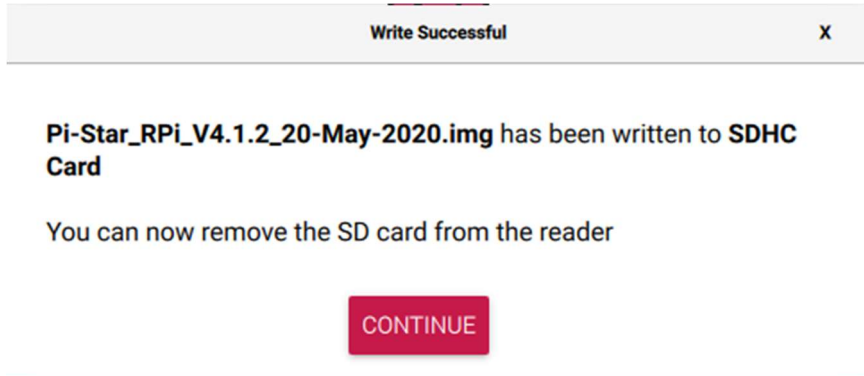 Write Successful X
Pi-Star_RPi_V4.1.2_20-May-2020.img has been written to SDHC
Card
You can now remove the SD card from the reader
CONTINUE